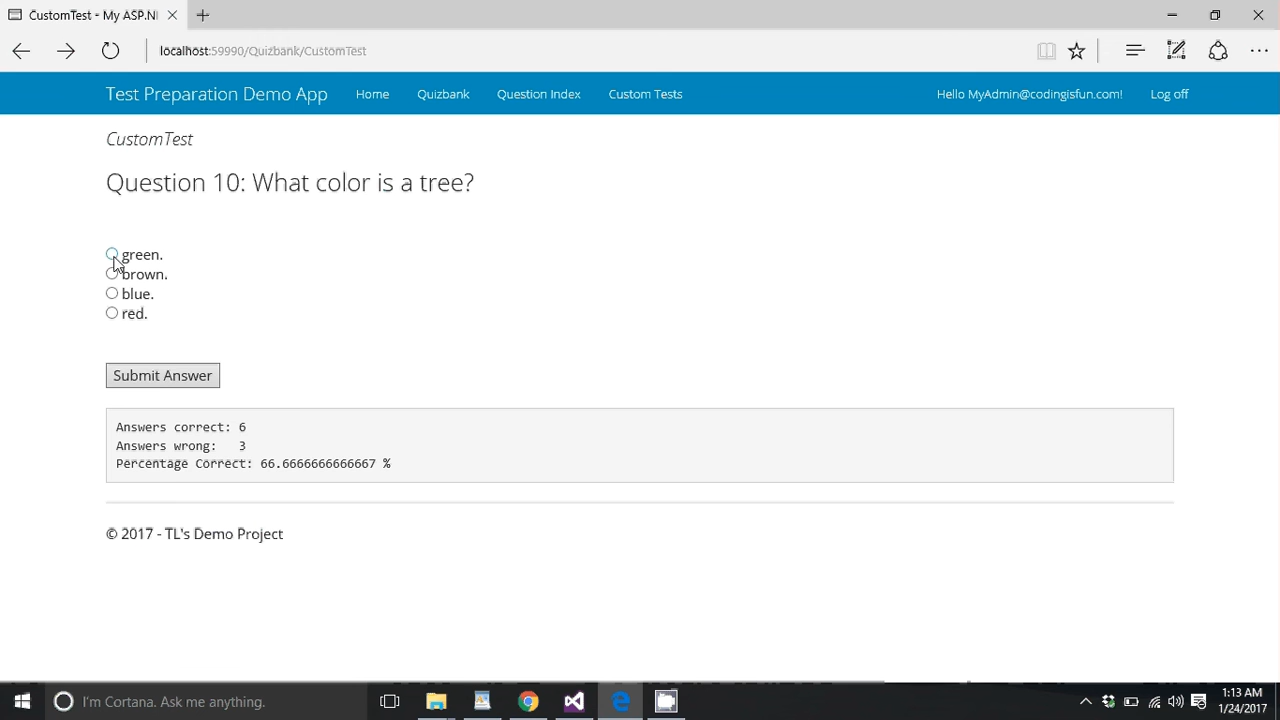 CustomTest - My ASP.NI
localhost:59990/Quizbank/CustomTest
Test Preparation Demo App Home Quizbank Question Index Custom Tests Hello MyAdmin@codingisfun.com! Log off
CustomTest
Question 10: What color is a tree?
green.
brown.
blue.
red.
Submit Answer
Answers correct: 6
Answers wrong: 3
Percentage Correct: 66.6666666666667 %
© 2017 - TL's Demo Project
I'm Cortana. Ask me anything.
1:13 AM
1/24/2017